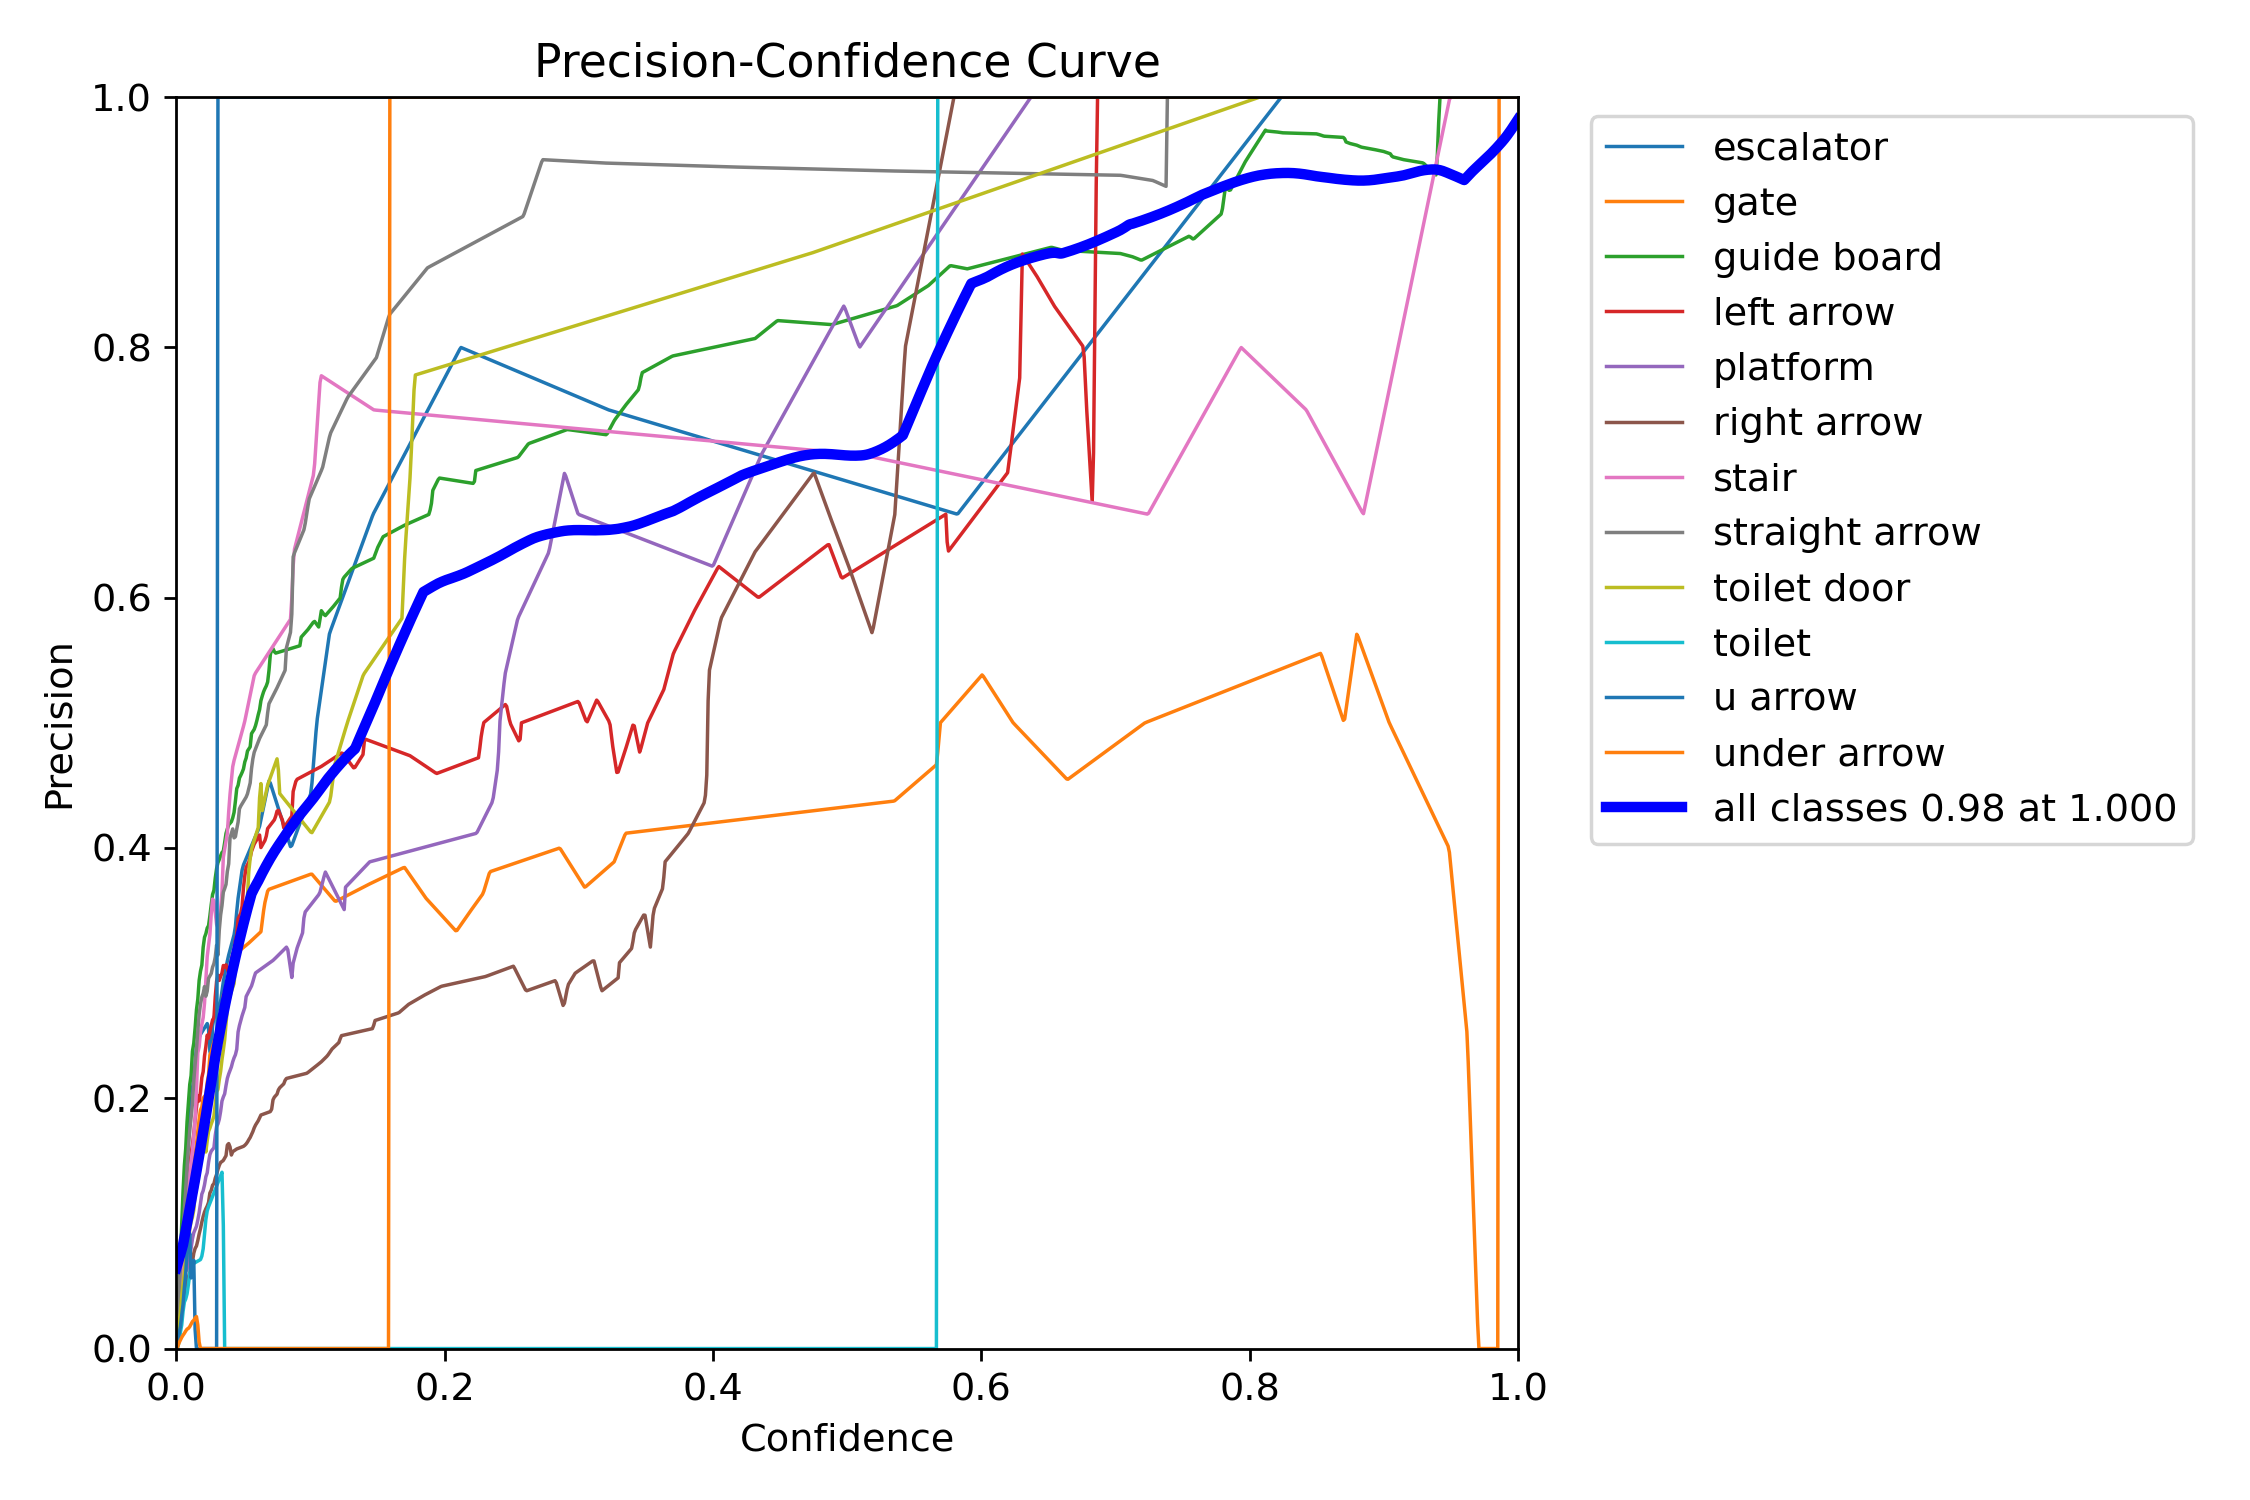 Precision-Confidence Curve
1.0
0.8
0.6
0.4
0.2
0.0
Precision
0.0 0.2 0.4 0.6 0.8 1.0
Confidence
escalator
gate
guide board
left arrow
platform
right arrow
stair
straight arrow
toilet door
toilet
u arrow
under arrow
all classes 0.98 at 1.000